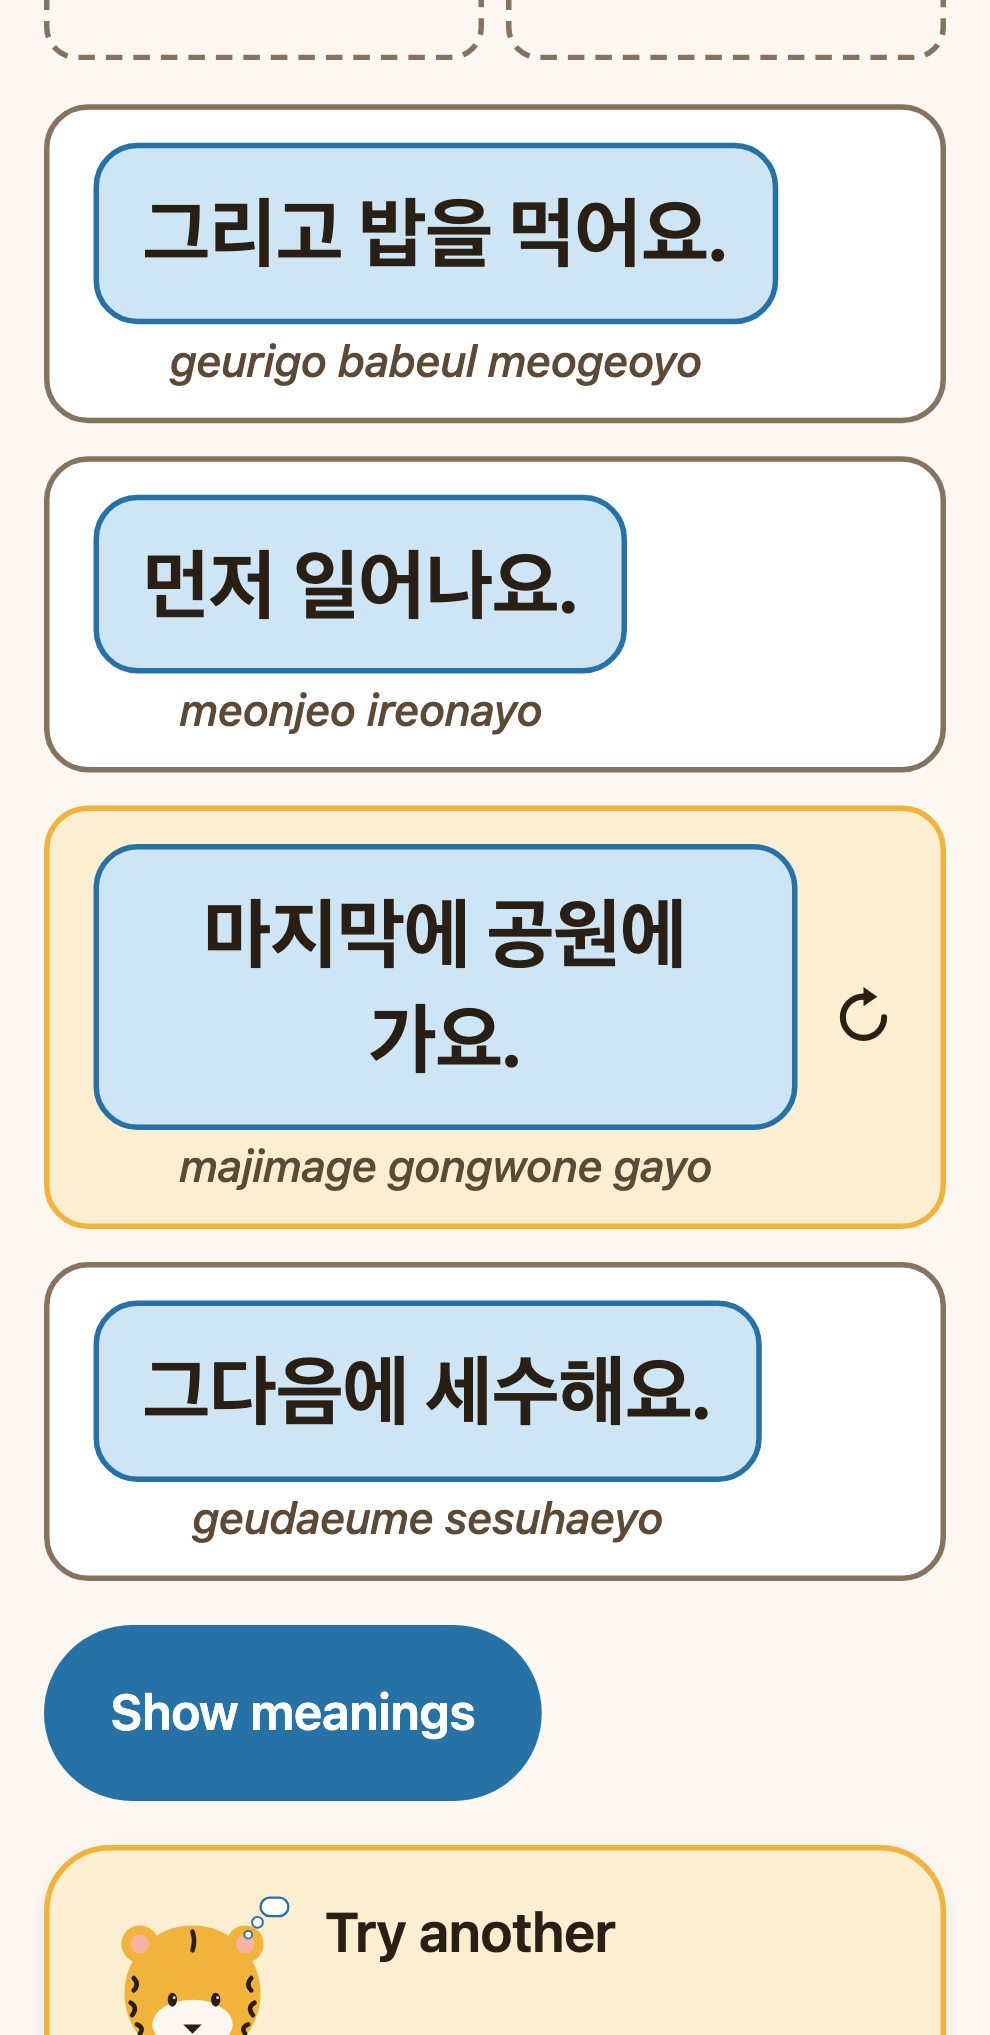 그리고 밥을 먹어요.
geurigo babeul meogeoyo
먼저 일어나요.
meonjeo ireonayo
마지막에 공원에
가요.
majimage gongwone gayo
그다음에 세수해요.
geudaeume sesuhaeyo
Show meanings
Try another